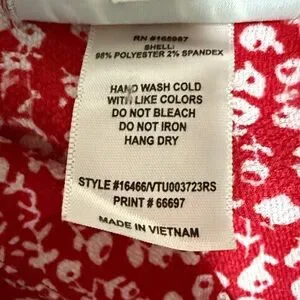 RN #165987
SHELL:
98% POLYESTER 2% SPANDEX
HAND WASH COLD
WITH LIKE COLORS
DO NOT BLEACH
DO NOT IRON
HANG DRY
STYLE #16466/VTU003723RS
PRINT # 66697
MADE IN VIETNAM